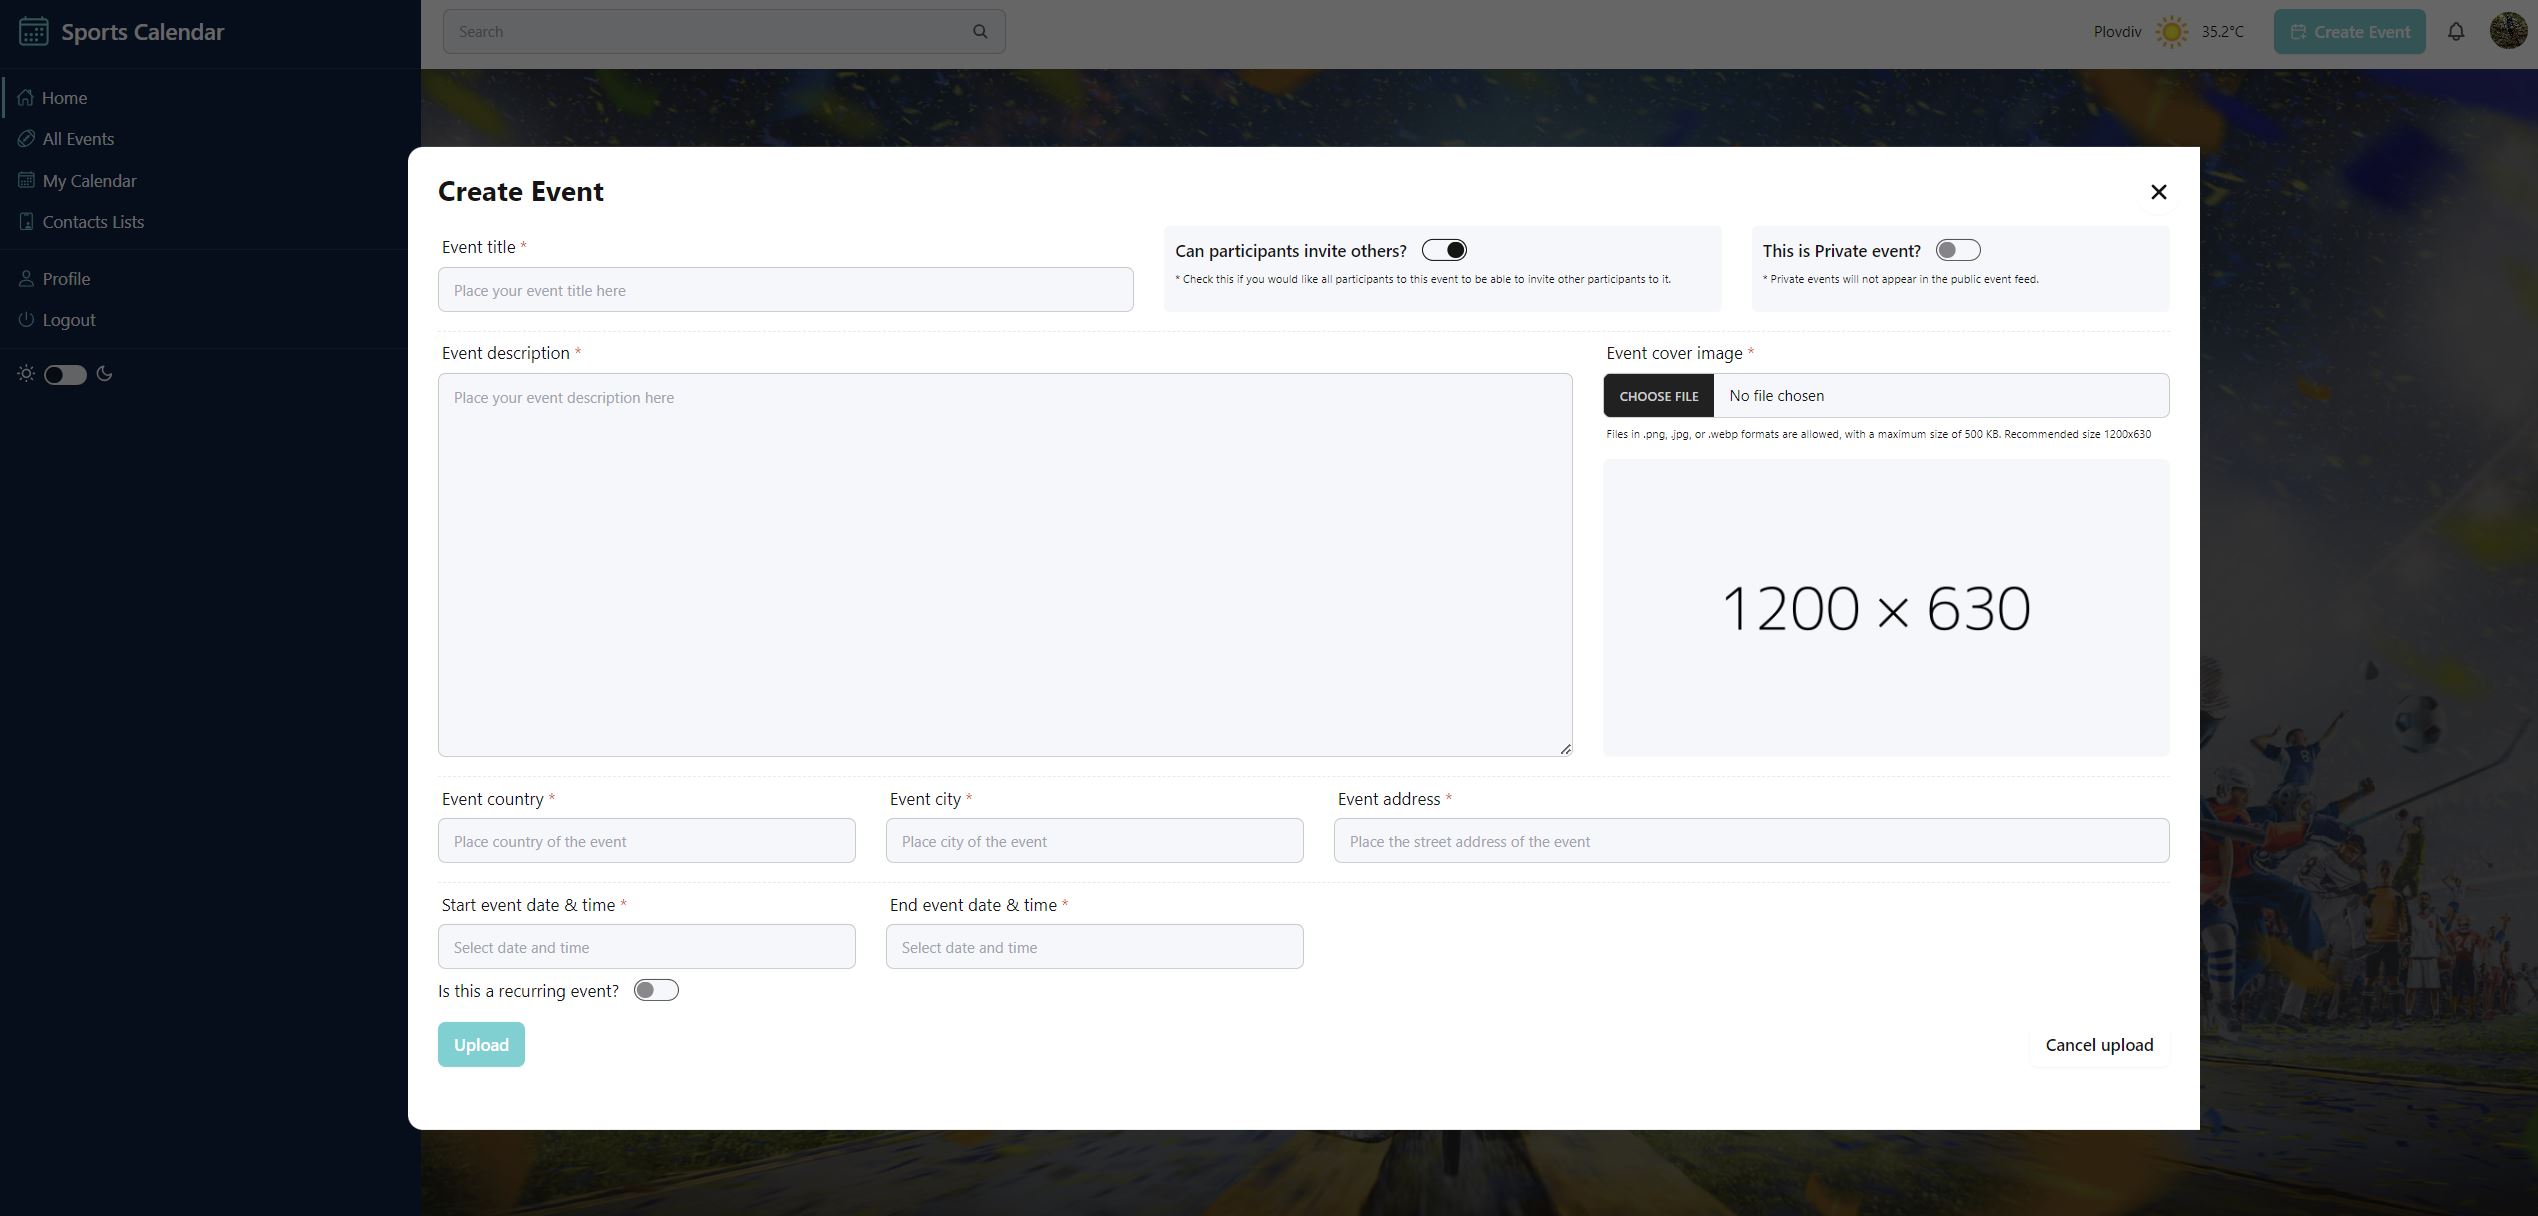 Sports Calendar
Search
Plovdiv
35.2°C
Create Event
Home
All Events
My Calendar
Contacts Lists
Profile
Logout
Create Event
Event title *
Place your event title here
Can participants invite others?
* Check this if you would like all participants to this event to be able to invite other participants to it.
This is Private event?
* Private events will not appear in the public event feed.
Event description *
Place your event description here
Event cover image *
CHOOSE FILE No file chosen
Files in .png, .jpg, or .webp formats are allowed, with a maximum size of 500 KB. Recommended size 1200x630
1200 × 630
Event country *
Place country of the event
Event city *
Place city of the event
Event address *
Place the street address of the event
Start event date & time *
Select date and time
End event date & time *
Select date and time
Is this a recurring event?
Upload
Cancel upload